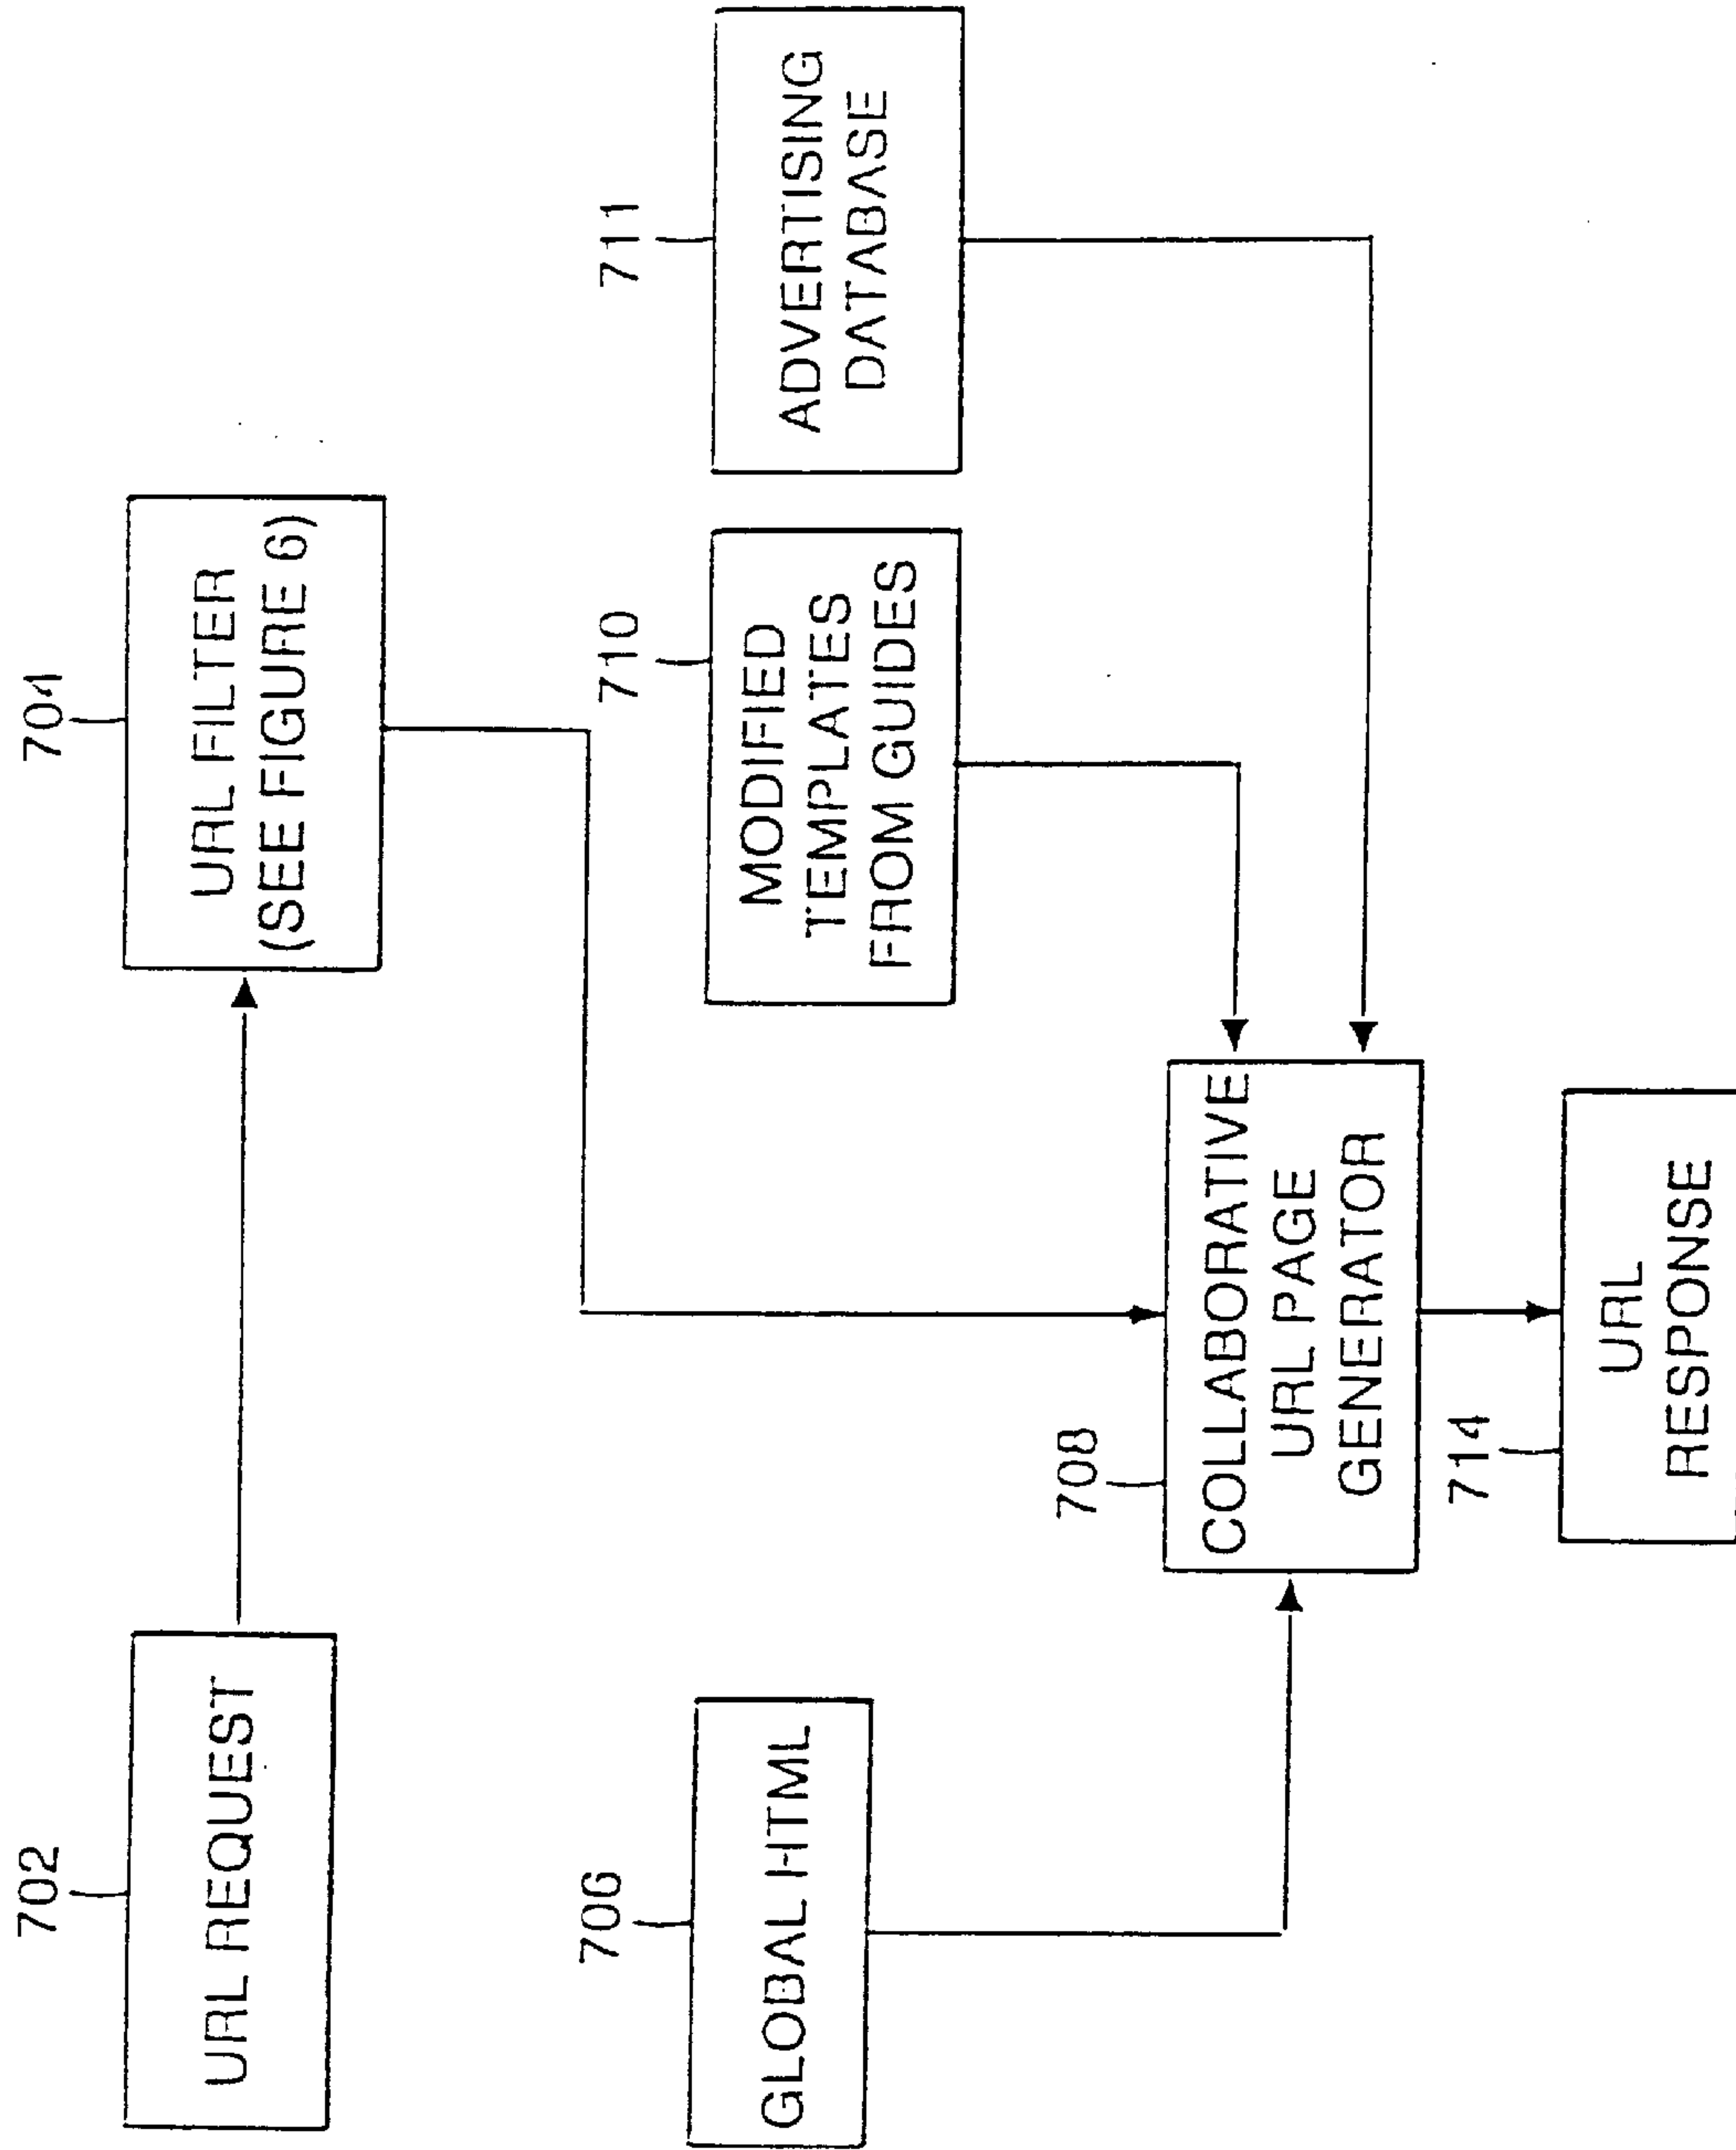 702
URL REQUEST
704
URL FILTER
(SEE FIGURE 6)
706
GLOBAL HTML
710
MODIFIED
TEMPLATES
FROM GUIDES
711
ADVERTISING
DATABASE
708
COLLABORATIVE
URL PAGE
GENERATOR
714
URL
RESPONSE